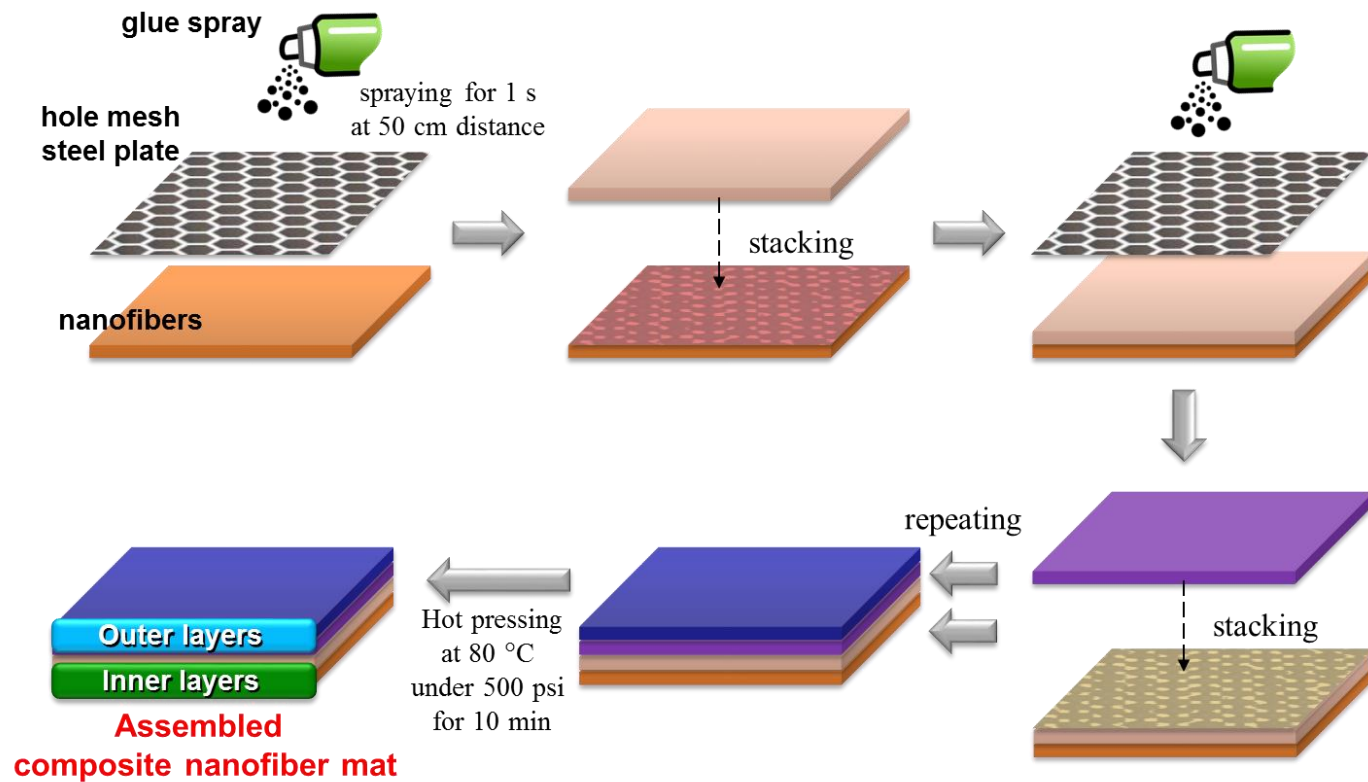 glue spray
spraying for 1 s
at 50 cm distance
hole mesh
steel plate
stacking
nanofibers
repeating
stacking
Hot pressing
at 80 °C
under 500 psi
for 10 min
Outer layers
Inner layers
Assembled
composite nanofiber mat